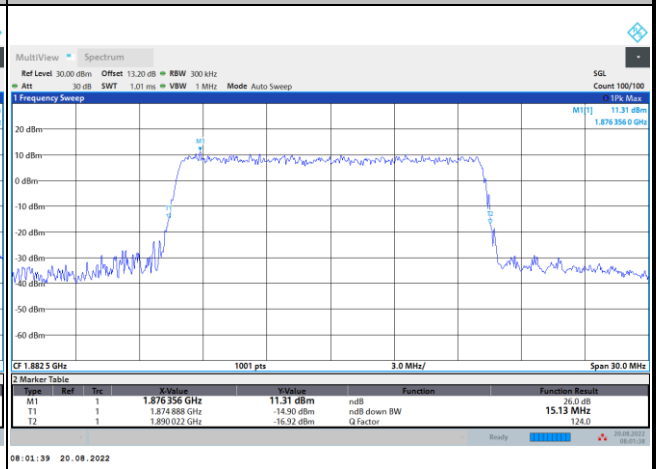 MultiView Spectrum
Ref Level 30.00 dBm Offset 13.20 dB RBW 300 kHz SGL
Att 30 dB SWT 1.01 ms VBW 1 MHz Mode Auto Sweep Count 100/100
1 Frequency Sweep 1Pk Max
M1[1] 11.31 dBm
1.876 356 0 GHz
20 dBm
M1
10 dBm
0 dBm
-10 dBm
T1
T2
-20 dBm
-30 dBm
-40 dBm
-50 dBm
-60 dBm
CF 1.882 5 GHz 1001 pts 3.0 MHz/ Span 30.0 MHz
2 Marker Table
Type Ref Trc X-Value Y-Value Function Function Result
M1 1 1.876 356 GHz 11.31 dBm ndB 26.0 dB
T1 1 1.874 888 GHz -14.90 dBm ndB down BW 15.13 MHz
T2 1 1.890 022 GHz -16.92 dBm Q Factor 124.0
Ready 20.08.2022
08:01:38
08:01:39 20.08.2022